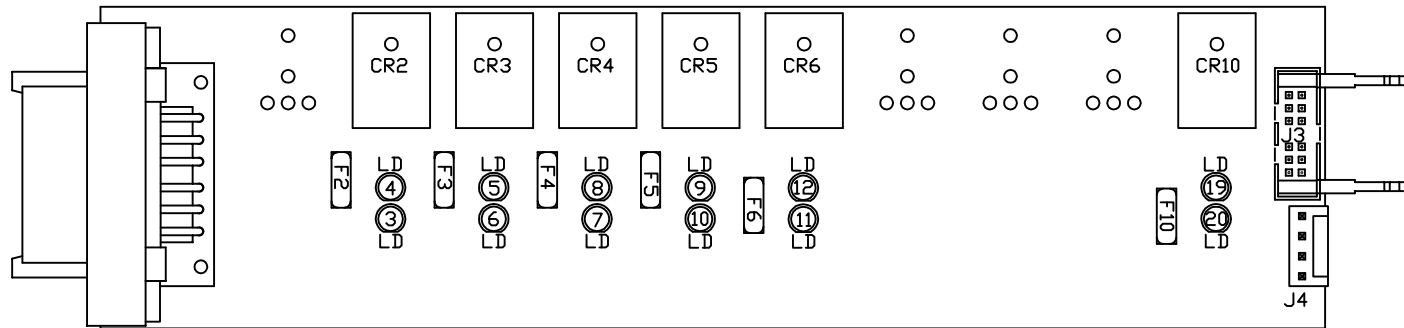 CR2 CR3 CR4 CR5 CR6 CR10
J3
LD LD LD LD LD LD
F2 4 F3 5 F4 8 F5 9 F6 12 F10 19
3 6 7 10 11 20
LD LD LD LD LD LD
J4